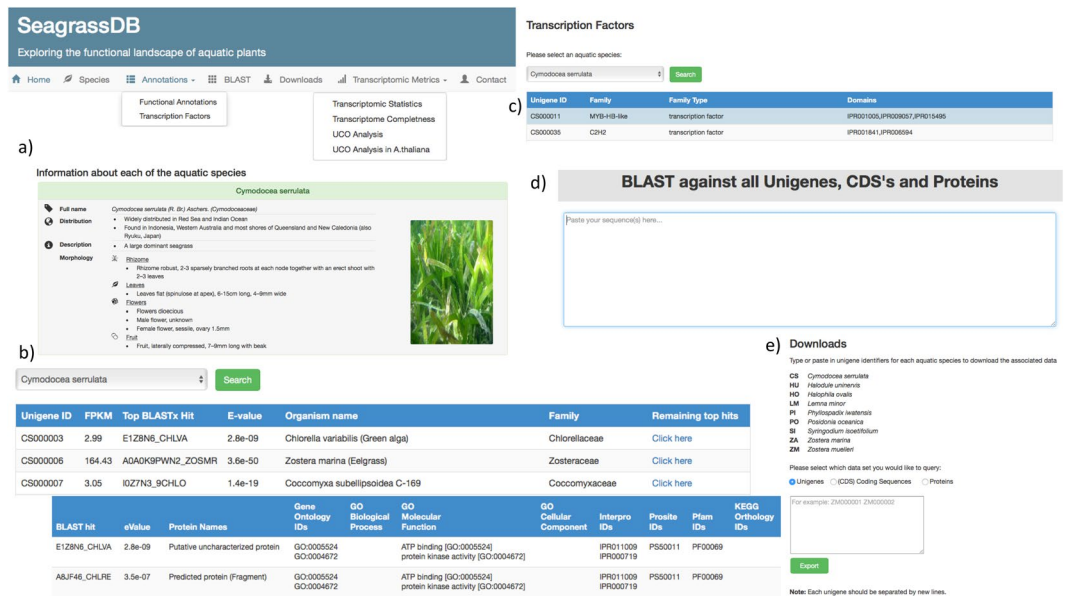 SeagrassDB
Exploring the functional landscape of aquatic plants
Home Species Annotations BLAST Downloads Transcriptomic Metrics Contact
Functional Annotations
Transcription Factors
Transcriptomic Statistics
Transcriptome Completness
UCO Analysis
UCO Analysis in A.thaliana
a)
Information about each of the aquatic species
Cymodocea serrulata
Full name Cymodocea serrulata (R. Br.) Aschers. (Cymodoceaceae)
Distribution • Widely distributed in Red Sea and Indian Ocean
• Found in Indonesia, Western Australia and most shores of Queensland and New Caledonia (also
Ryuku, Japan)
Description • A large dominant seagrass
Morphology Rhizome
• Rhizome robust, 2-3 sparsely branched roots at each node together with an erect shoot with
2-3 leaves
Leaves
• Leaves flat (spinulose at apex), 6-15cm long, 4-9mm wide
Flowers
• Flowers dioecious
• Male flower, unknown
• Female flower, sessile, ovary 1.5mm
Fruit
• Fruit, laterally compressed, 7-9mm long with beak
b)
Cymodocea serrulata Search
Unigene ID FPKM Top BLASTx Hit E-value Organism name Family Remaining top hits
CS000003 2.99 E1Z8N6_CHLVA 2.8e-09 Chlorella variabilis (Green alga) Chlorellaceae Click here
CS000006 164.43 A0A0K9PWN2_ZOSMR 3.6e-50 Zostera marina (Eelgrass) Zosteraceae Click here
CS000007 3.05 I0Z7N3_9CHLO 1.4e-19 Coccomyxa subellipsoidea C-169 Coccomyxaceae Click here
Gene GO GO GO KEGG
Ontology Biological Molecular Cellular Interpro Prosite Pfam Orthology
BLAST hit eValue Protein Names IDs Process Function Component IDs IDs IDs IDs
E1Z8N6_CHLVA 2.8e-09 Putative uncharacterized protein GO:0005524 ATP binding [GO:0005524] IPR011009 PS50011 PF00069
GO:0004672 protein kinase activity [GO:0004672] IPR000719
A8JF46_CHLRE 3.5e-07 Predicted protein (Fragment) GO:0005524 ATP binding [GO:0005524] IPR011009 PS50011 PF00069
GO:0004672 protein kinase activity [GO:0004672] IPR000719
c)
Transcription Factors
Please select an aquatic species:
Cymodocea serrulata Search
Unigene ID Family Family Type Domains
CS000011 MYB-HB-like transcription factor IPR001005,IPR009057,IPR015495
CS000035 C2H2 transcription factor IPR001841,IPR006594
d)
BLAST against all Unigenes, CDS's and Proteins
Paste your sequence(s) here...
e)
Downloads
Type or paste in unigene identifiers for each aquatic species to download the associated data
CS Cymodocea serrulata
HU Halodule uninervis
HO Halophila ovalis
LM Lemna minor
PI Phyllospadix iwatensis
PO Posidonia oceanica
SI Syringodium isoetifolium
ZA Zostera marina
ZM Zostera muelleri
Please select which data set you would like to query:
Unigenes (CDS) Coding Sequences Proteins
For example: ZM000001 ZM000002
Export
Note: Each unigene should be separated by new lines.